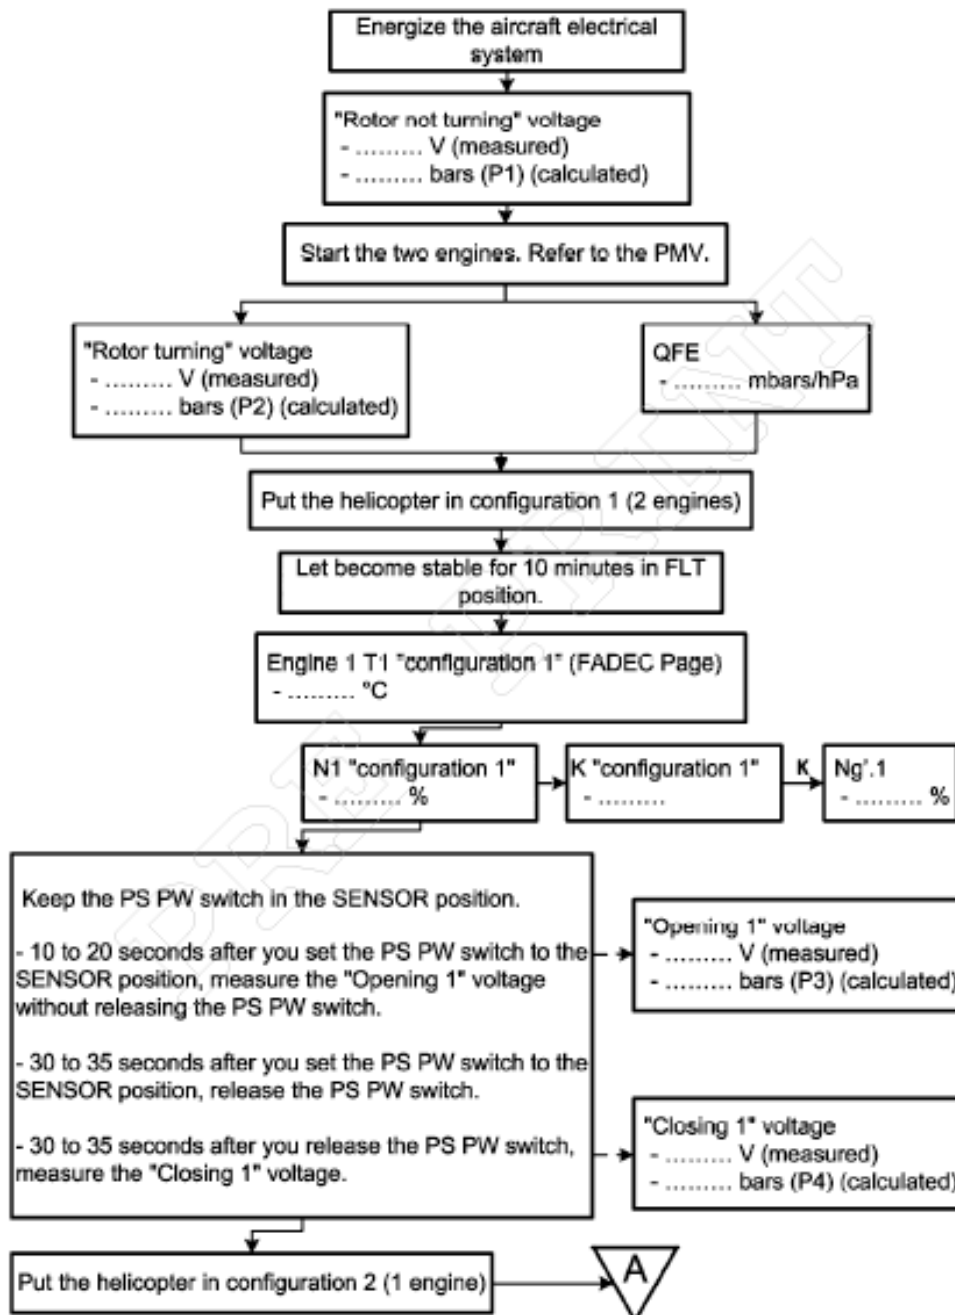 Energize the aircraft electrical
system
"Rotor not turning" voltage
- ......... V (measured)
- ......... bars (P1) (calculated)
Start the two engines. Refer to the PMV.
"Rotor turning" voltage
- ......... V (measured)
- ......... bars (P2) (calculated)
QFE
- ......... mbars/hPa
Put the helicopter in configuration 1 (2 engines)
Let become stable for 10 minutes in FLT
position.
Engine 1 T1 "configuration 1" (FADEC Page)
- ......... °C
N1 "configuration 1"
- ......... %
K "configuration 1"
- .........
K
Ng'.1
- ......... %
Keep the PS PW switch in the SENSOR position.
- 10 to 20 seconds after you set the PS PW switch to the
SENSOR position, measure the "Opening 1" voltage
without releasing the PS PW switch.
- 30 to 35 seconds after you set the PS PW switch to the
SENSOR position, release the PS PW switch.
- 30 to 35 seconds after you release the PS PW switch,
measure the "Closing 1" voltage.
"Opening 1" voltage
- ......... V (measured)
- ......... bars (P3) (calculated)
"Closing 1" voltage
- ......... V (measured)
- ......... bars (P4) (calculated)
Put the helicopter in configuration 2 (1 engine)
A
PRE PRINT